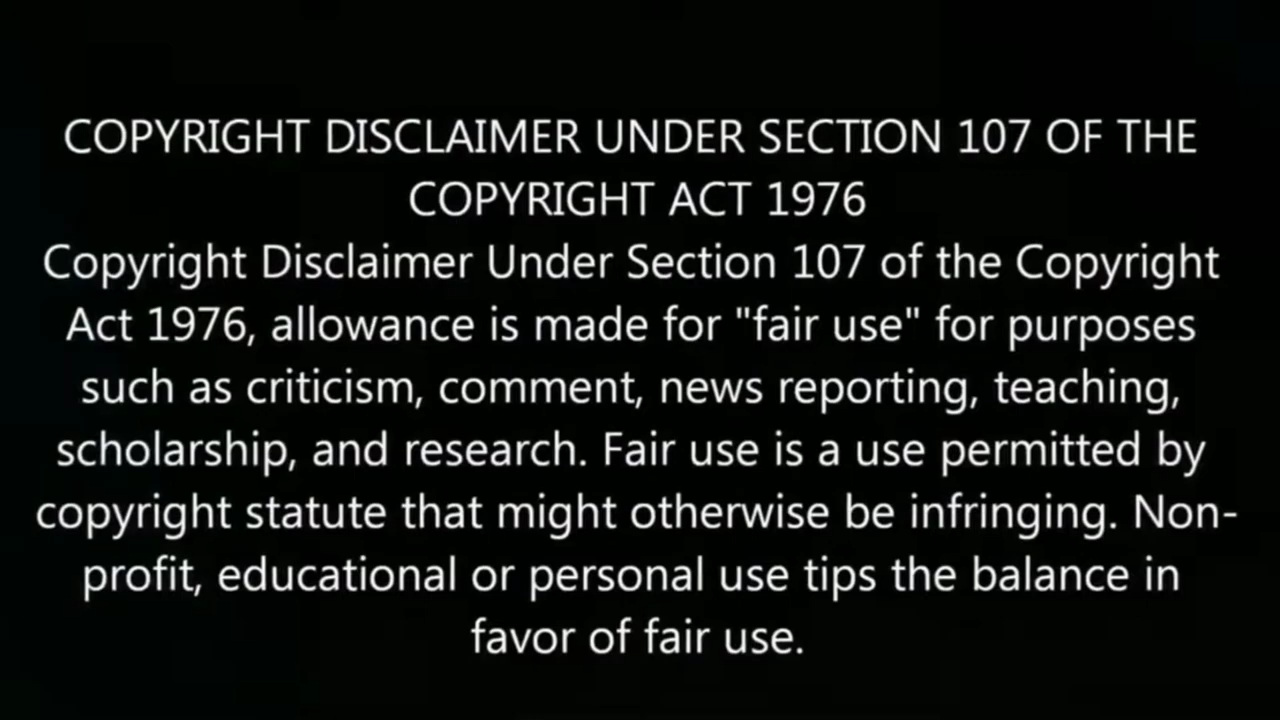 COPYRIGHT DISCLAIMER UNDER SECTION 107 OF THE
COPYRIGHT ACT 1976
Copyright Disclaimer Under Section 107 of the Copyright
Act 1976, allowance is made for "fair use" for purposes
such as criticism, comment, news reporting, teaching,
scholarship, and research. Fair use is a use permitted by
copyright statute that might otherwise be infringing. Non-
profit, educational or personal use tips the balance in
favor of fair use.